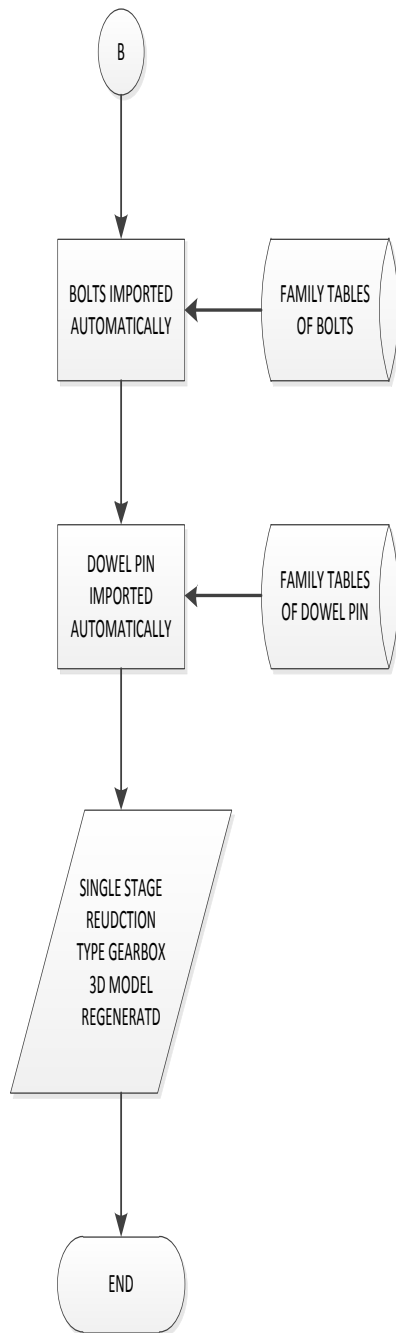 B
BOLTS IMPORTED
AUTOMATICALLY
FAMILY TABLES
OF BOLTS
DOWEL PIN
IMPORTED
AUTOMATICALLY
FAMILY TABLES
OF DOWEL PIN
SINGLE STAGE
REUDCTION
TYPE GEARBOX
3D MODEL
REGENERATD
END